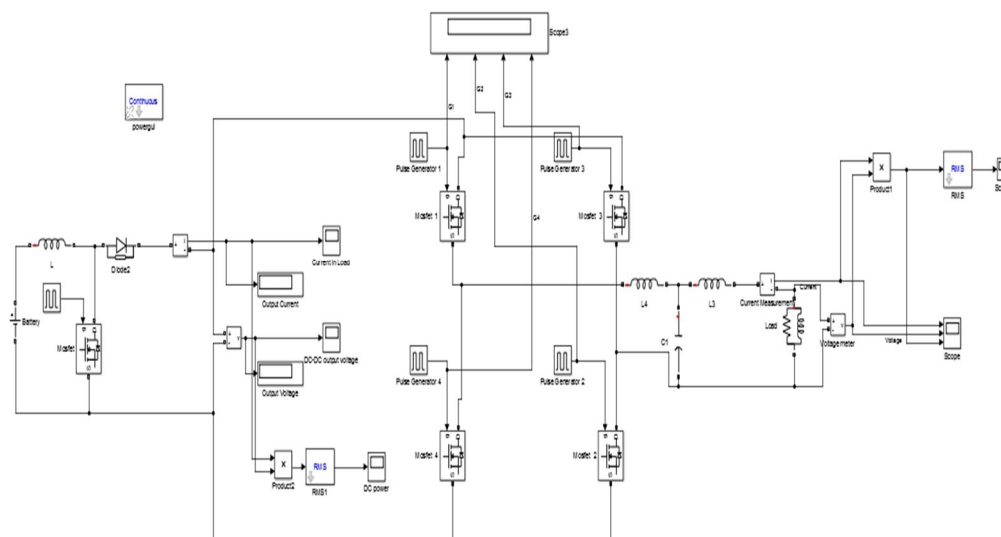 Scope3
Continuous
powergui
G1
G2
G3
G4
Pulse Generator 1
Pulse Generator 3
Mosfet 1
Mosfet 3
L
Diode2
Battery
Mosfet
Current in Load
Output Current
DC-DC output voltage
Output Voltage
Product2
RMS
RMS1
DC power
Pulse Generator 4
Pulse Generator 2
Mosfet 4
Mosfet 2
L4
L3
C1
Current Measurement
Current
Load
Voltage meter
Voltage
Scope
Product1
RMS
RMS